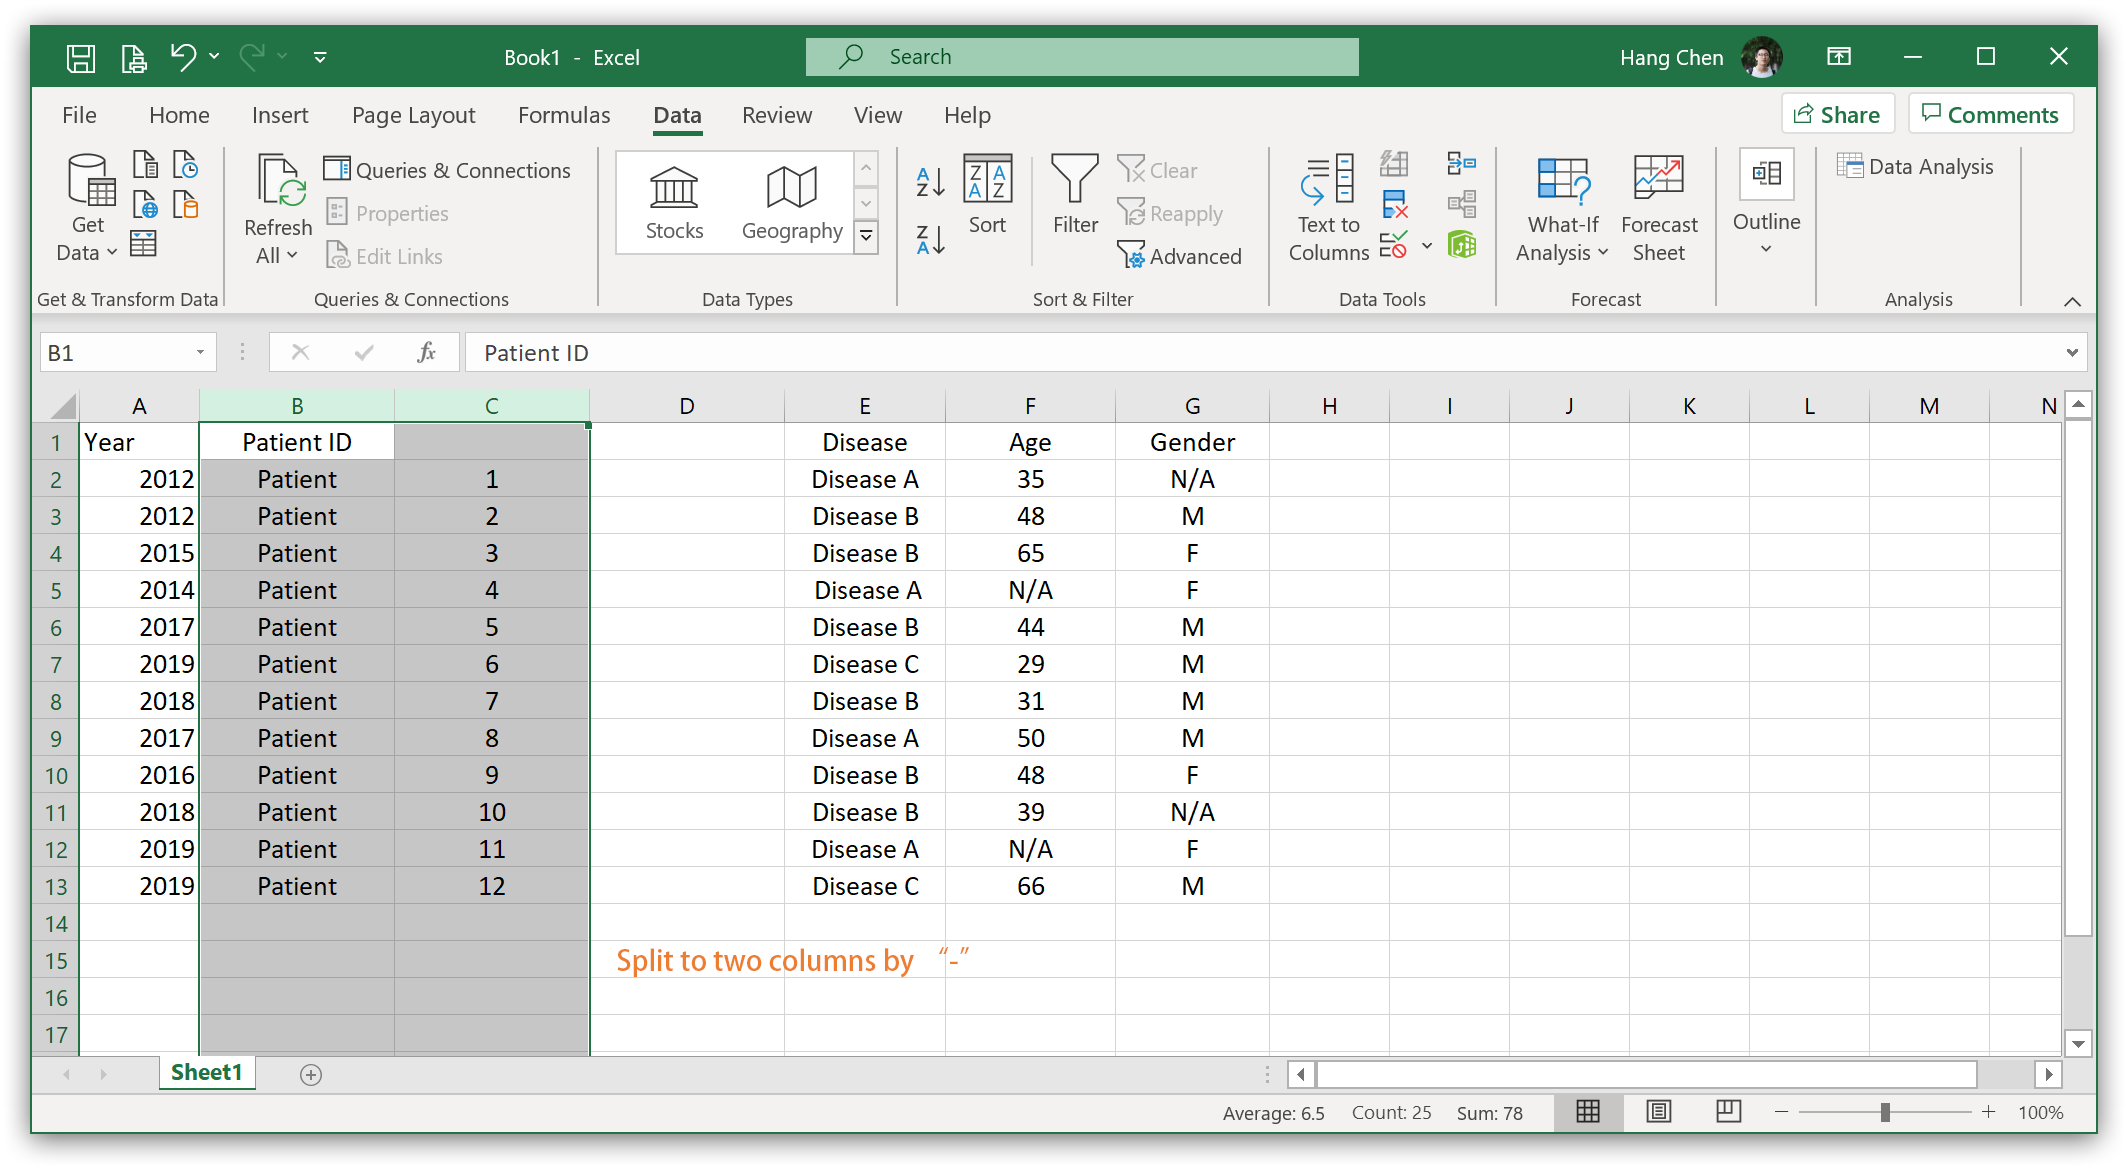 Book1 - Excel
Search
Hang Chen
File Home Insert Page Layout Formulas Data Review View Help
Share Comments
Get Data
Refresh All
Queries & Connections
Properties
Edit Links
Stocks Geography
A Z
Z A
Z A A Z
Sort
Filter
Clear
Reapply
Advanced
Text to Columns
What-If Analysis
Forecast Sheet
Outline
Data Analysis
Get & Transform Data Queries & Connections Data Types Sort & Filter Data Tools Forecast Analysis
B1 fx Patient ID
A B C D E F G H I J K L M N
1 Year Patient ID Disease Age Gender
2 2012 Patient 1 Disease A 35 N/A
3 2012 Patient 2 Disease B 48 M
4 2015 Patient 3 Disease B 65 F
5 2014 Patient 4 Disease A N/A F
6 2017 Patient 5 Disease B 44 M
7 2019 Patient 6 Disease C 29 M
8 2018 Patient 7 Disease B 31 M
9 2017 Patient 8 Disease A 50 M
10 2016 Patient 9 Disease B 48 F
11 2018 Patient 10 Disease B 39 N/A
12 2019 Patient 11 Disease A N/A F
13 2019 Patient 12 Disease C 66 M
14
15 Split to two columns by “-”
16
17
Sheet1
Average: 6.5 Count: 25 Sum: 78 100%